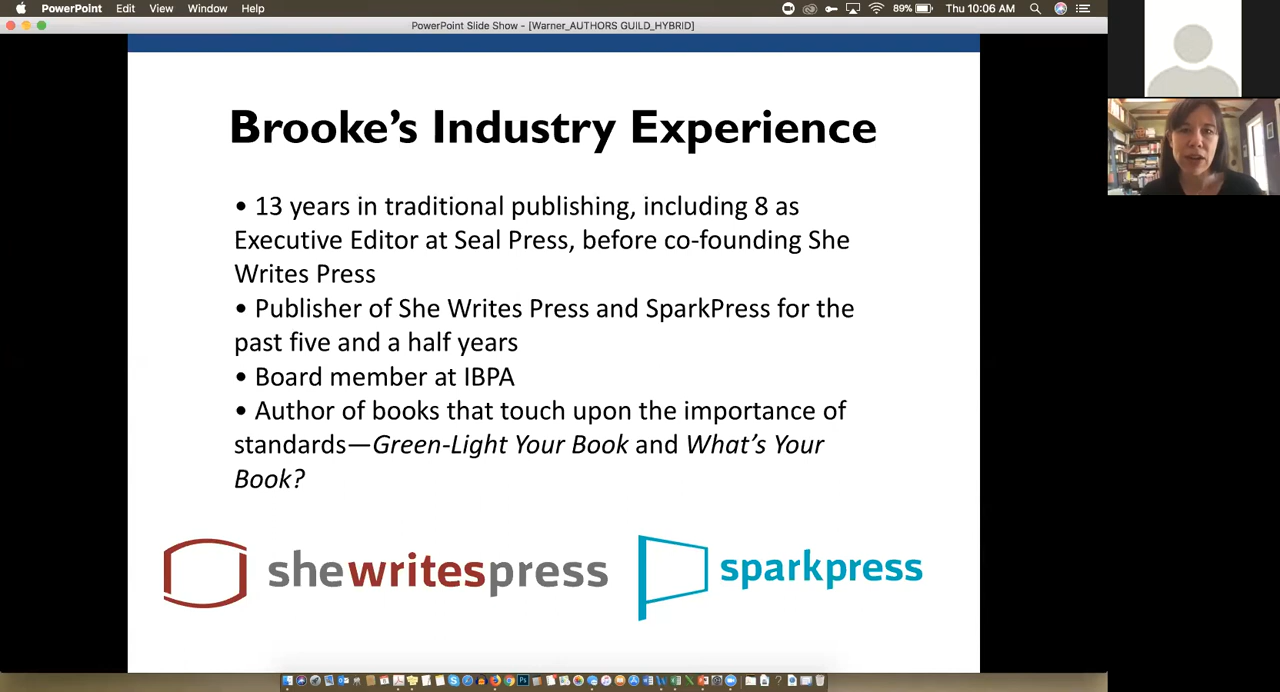 PowerPoint File Edit View Window Help 89% Thu 10:06 AM
PowerPoint Slide Show - [Warner_AUTHORS GUILD_HYBRID]
Brooke’s Industry Experience
• 13 years in traditional publishing, including 8 as
Executive Editor at Seal Press, before co-founding She
Writes Press
• Publisher of She Writes Press and SparkPress for the
past five and a half years
• Board member at IBPA
• Author of books that touch upon the importance of
standards—Green-Light Your Book and What’s Your
Book?
shewritespress sparkpress